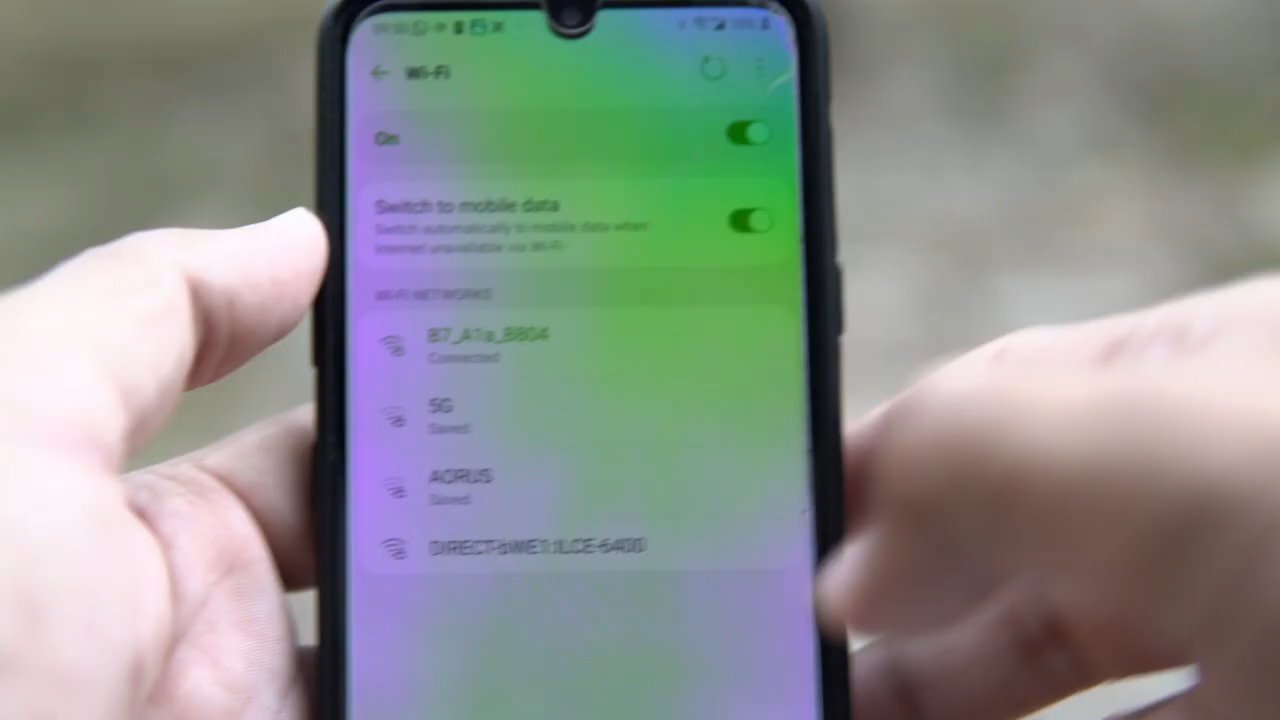 Wi-Fi
On
Switch to mobile data
Switch automatically to mobile data when
Internet unavailable via Wi-Fi
WI-FI NETWORKS
B7_A1a_B804
Connected
5G
Saved
AORUS
Saved